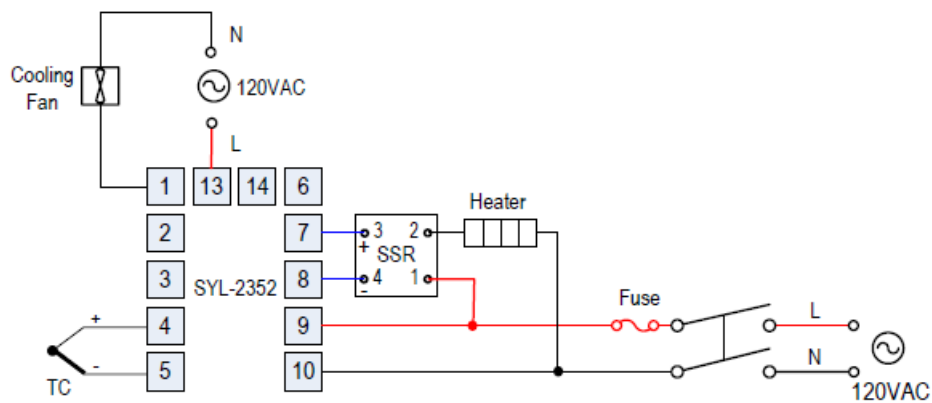 N
Cooling
Fan
120VAC
L
1 13 14 6
Heater
2 7 3 2
+ SSR
3 SYL-2352 8 4 1
-
Fuse
+ 4 9 L
- 5 10 N
TC
120VAC